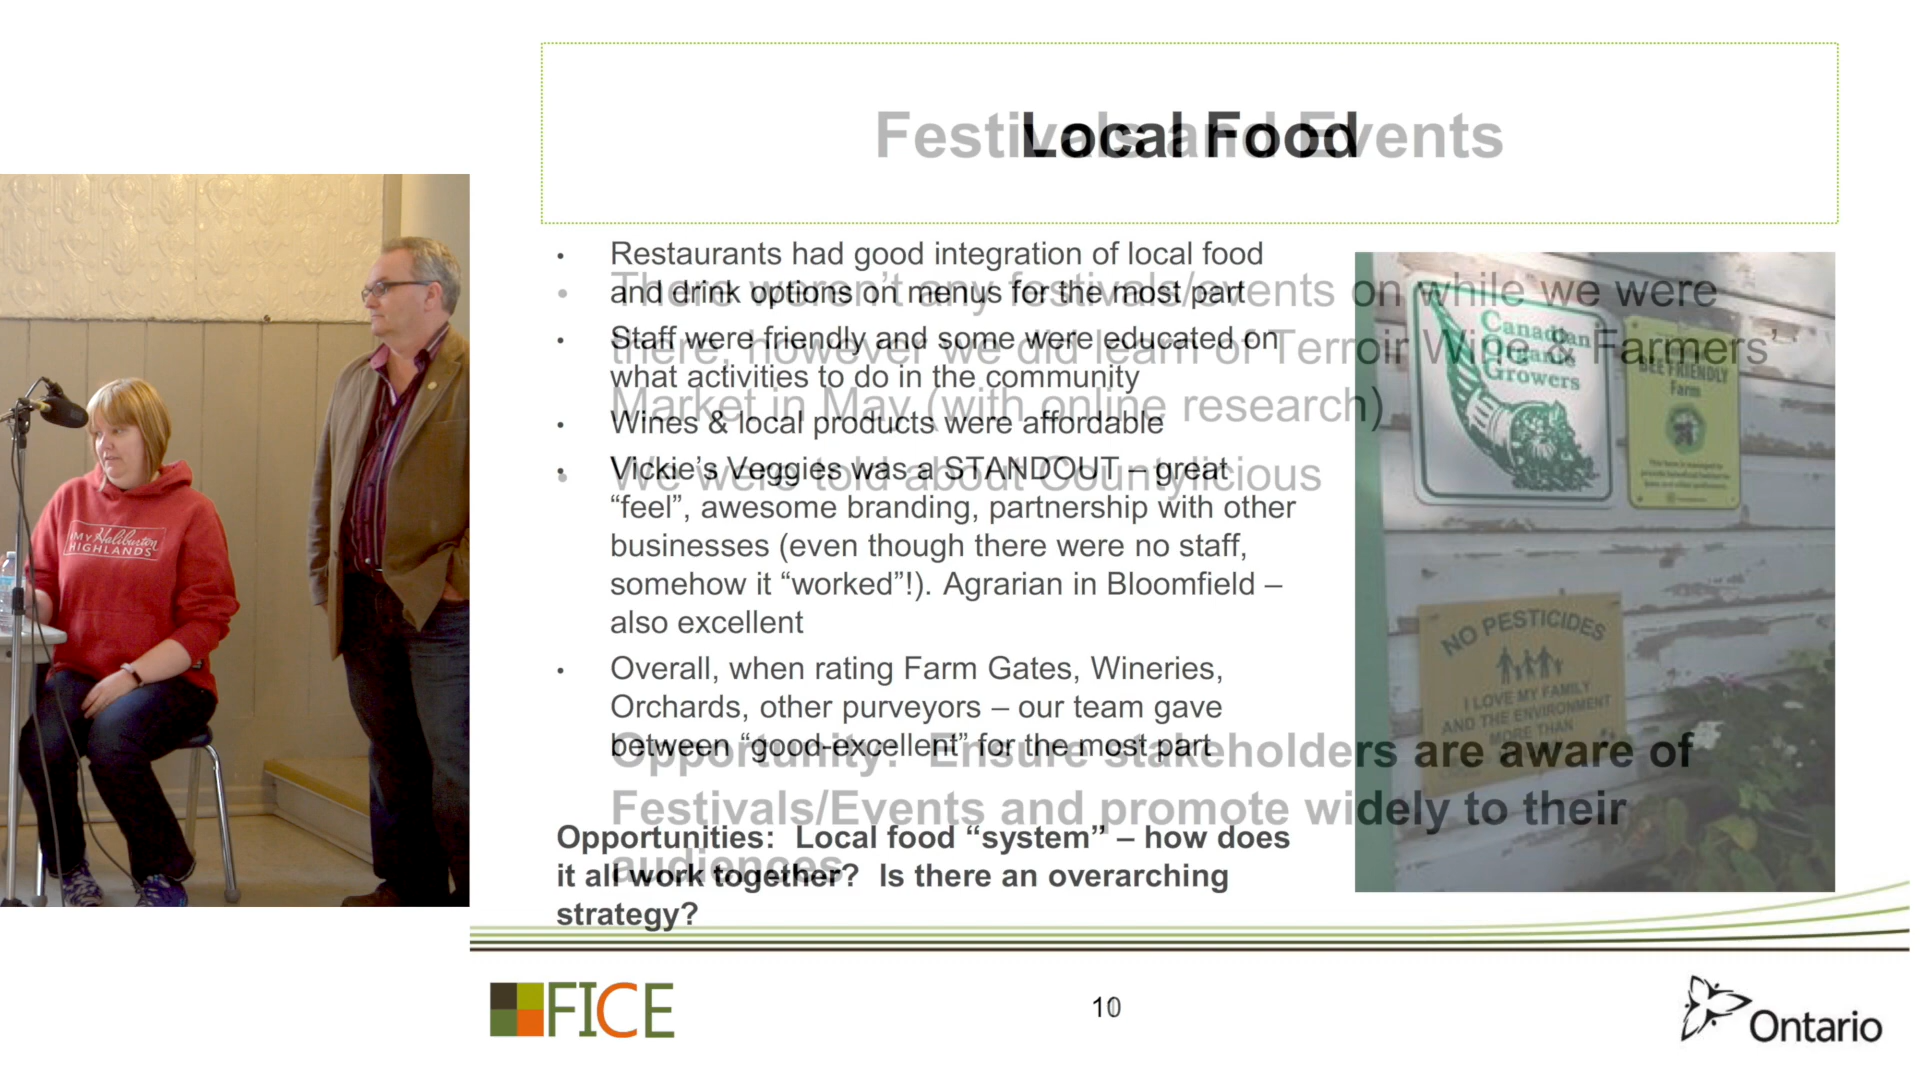 Local Food
Festivals and Events
• Restaurants had good integration of local food
and drink options on menus for the most part
• Staff were friendly and some were educated on
what activities to do in the community
• Wines & local products were affordable
• Vickie's Veggies was a STANDOUT – great
“feel”, awesome branding, partnership with other
businesses (even though there were no staff,
somehow it “worked”!). Agrarian in Bloomfield –
also excellent
• Overall, when rating Farm Gates, Wineries,
Orchards, other purveyors – our team gave
between “good-excellent” for the most part
Opportunities: Local food “system” – how does
it all work together? Is there an overarching
strategy?
• There weren't any festivals/events on while we were
there, however we did learn of Terroir Wine & Farmers'
Market in May (with online research)
• We were told about Countylicious
Opportunity: Ensure stakeholders are aware of
Festivals/Events and promote widely to their
audiences
Canadian
Organic
Growers
BEE FRIENDLY
Farm
NO PESTICIDES
I LOVE MY FAMILY
AND THE ENVIRONMENT
MORE THAN
MY Haliburton
HIGHLANDS
FICE
Ontario